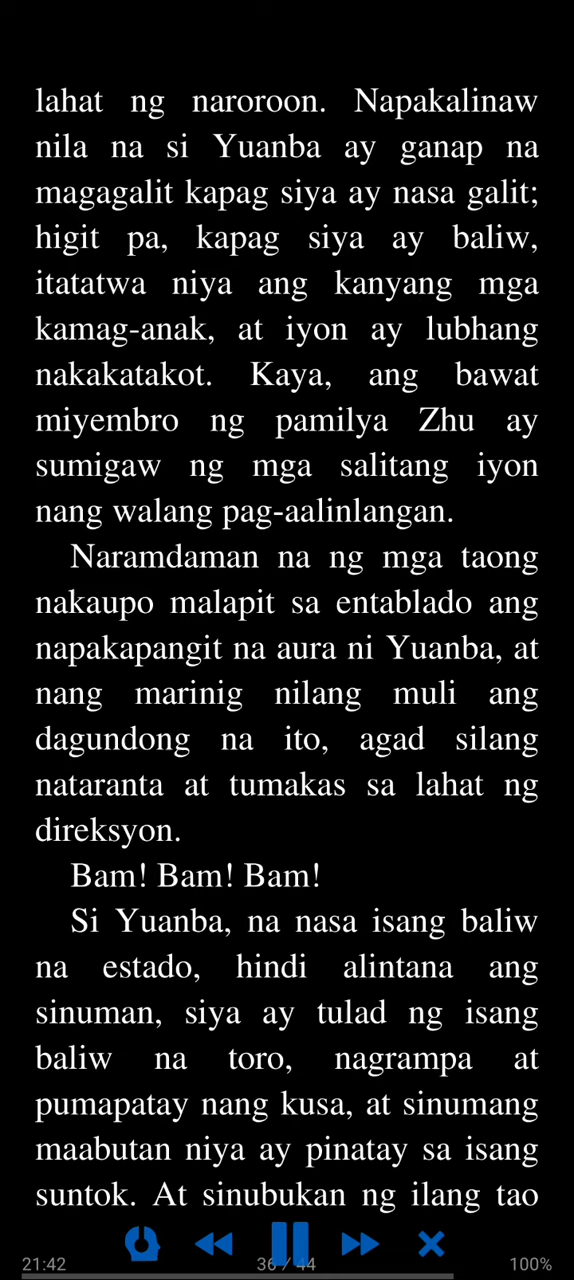 lahat ng naroroon. Napakalinaw
nila na si Yuanba ay ganap na
magagalit kapag siya ay nasa galit;
higit pa, kapag siya ay baliw,
itatatwa niya ang kanyang mga
kamag-anak, at iyon ay lubhang
nakakatakot. Kaya, ang bawat
miyembro ng pamilya Zhu ay
sumigaw ng mga salitang iyon
nang walang pag-aalinlangan.
Naramdaman na ng mga taong
nakaupo malapit sa entablado ang
napakapangit na aura ni Yuanba, at
nang marinig nilang muli ang
dagundong na ito, agad silang
nataranta at tumakas sa lahat ng
direksyon.
Bam! Bam! Bam!
Si Yuanba, na nasa isang baliw
na estado, hindi alintana ang
sinuman, siya ay tulad ng isang
baliw na toro, nagrampa at
pumapatay nang kusa, at sinumang
maabutan niya ay pinatay sa isang
suntok. At sinubukan ng ilang tao
21:42 36 / 44 100%